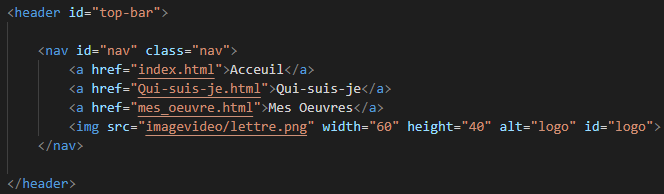 <header id="top-bar">
<nav id="nav" class="nav">
<a href="index.html">Acceuil</a>
<a href="Qui-suis-je.html">Qui-suis-je</a>
<a href="mes_oeuvre.html">Mes Oeuvres</a>
<img src="imagevideo/lettre.png" width="60" height="40" alt="logo" id="logo">
</nav>
</header>